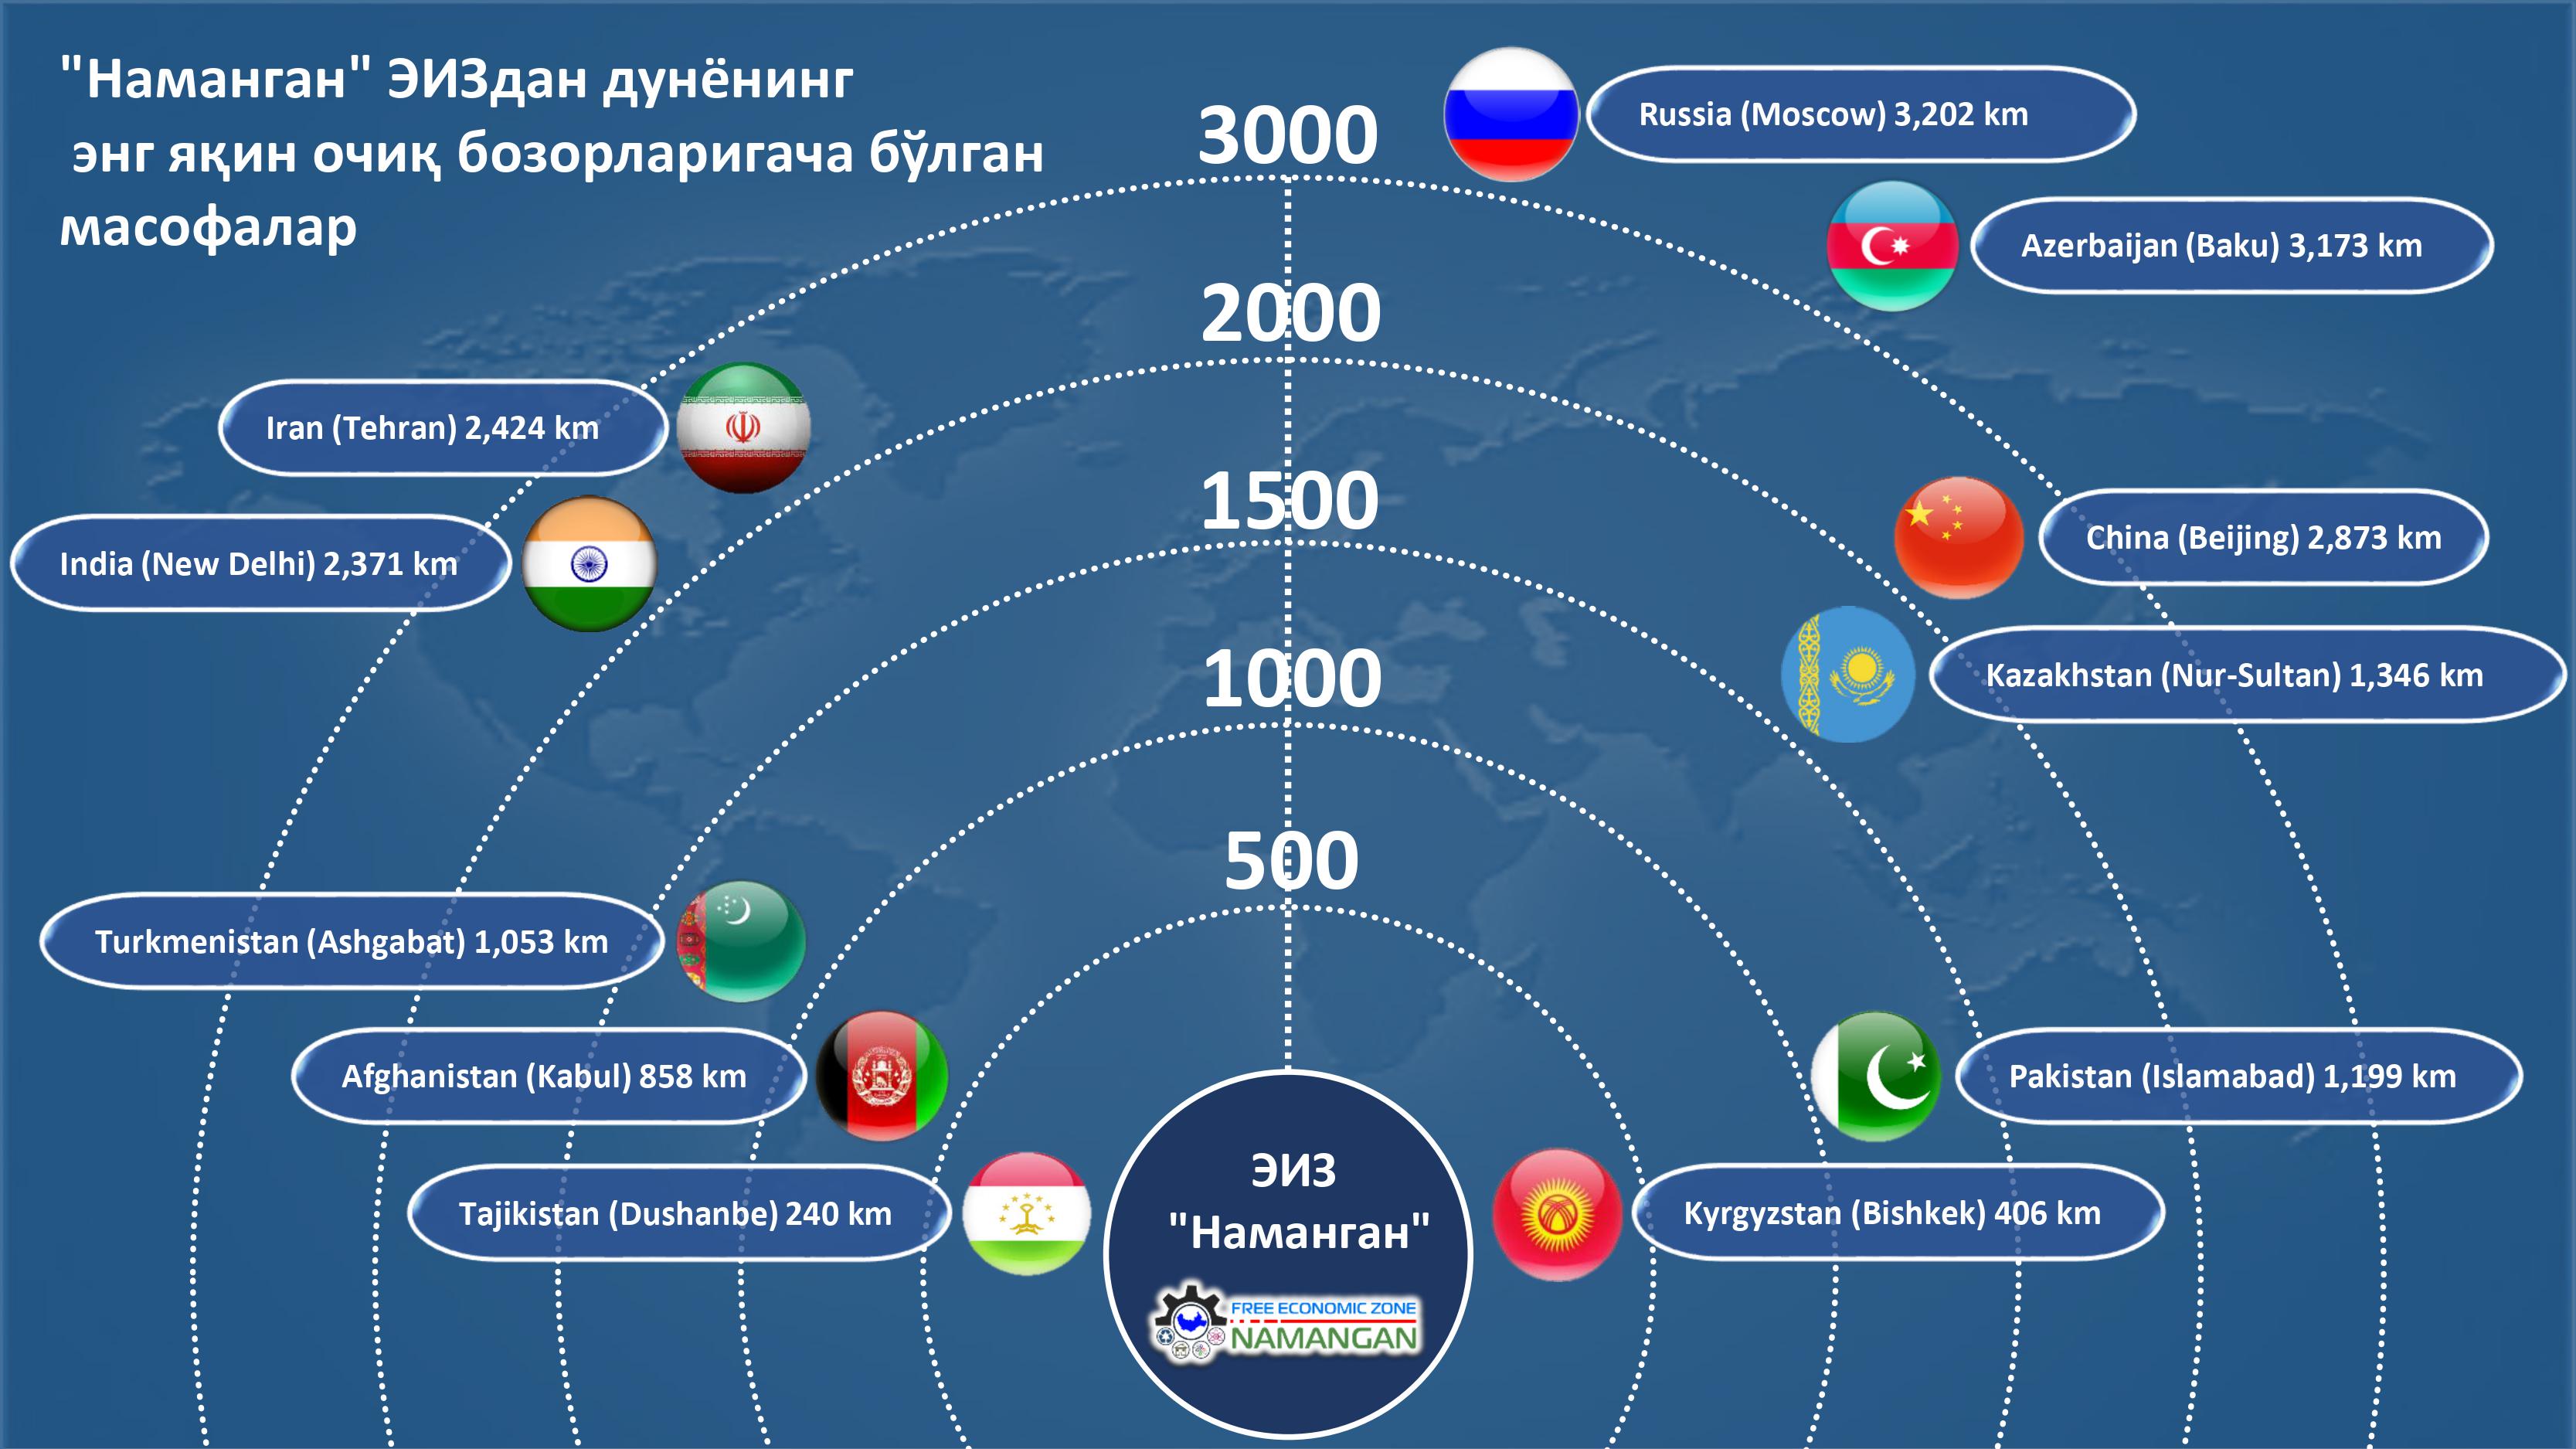 "Наманган" ЭИЗдан дунёнинг
энг яқин очиқ бозорларигача бўлган
масофалар
3000
Russia (Moscow) 3,202 km
Azerbaijan (Baku) 3,173 km
2000
Iran (Tehran) 2,424 km
India (New Delhi) 2,371 km
1500
China (Beijing) 2,873 km
Kazakhstan (Nur-Sultan) 1,346 km
1000
500
Turkmenistan (Ashgabat) 1,053 km
Afghanistan (Kabul) 858 km
Pakistan (Islamabad) 1,199 km
Tajikistan (Dushanbe) 240 km
Kyrgyzstan (Bishkek) 406 km
ЭИЗ
"Наманган"
FREE ECONOMIC ZONE
NAMANGAN